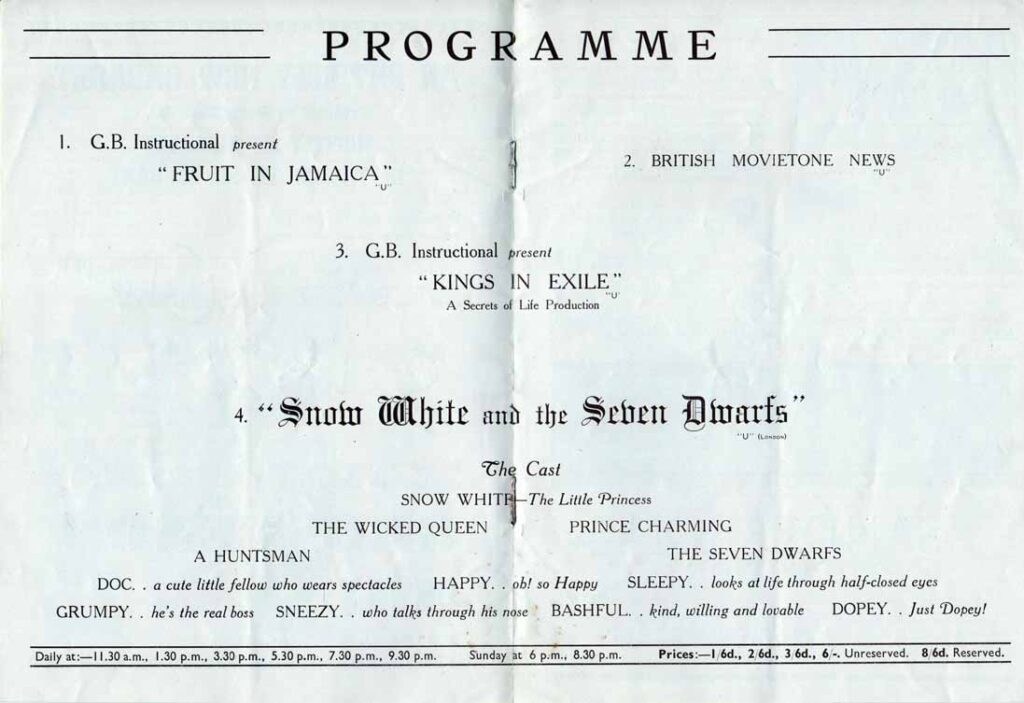 PROGRAMME
1. G.B. Instructional present
"FRUIT IN JAMAICA"
"U"
2. BRITISH MOVIETONE NEWS
"U"
3. G.B. Instructional present
"KINGS IN EXILE"
"U"
A Secrets of Life Production
4. "Snow White and the Seven Dwarfs"
"U" (LONDON)
The Cast
SNOW WHITE—The Little Princess
THE WICKED QUEEN PRINCE CHARMING
A HUNTSMAN THE SEVEN DWARFS
DOC. . a cute little fellow who wears spectacles HAPPY. . oh! so Happy SLEEPY. . looks at life through half-closed eyes
GRUMPY. . he's the real boss SNEEZY. . who talks through his nose BASHFUL. . kind, willing and lovable DOPEY. . Just Dopey!
Daily at:—11.30 a.m., 1.30 p.m., 3.30 p.m., 5.30 p.m., 7.30 p.m., 9.30 p.m. Sunday at 6 p.m., 8.30 p.m. Prices:—1/6d., 2/6d., 3/6d., 6/-. Unreserved. 8/6d. Reserved.